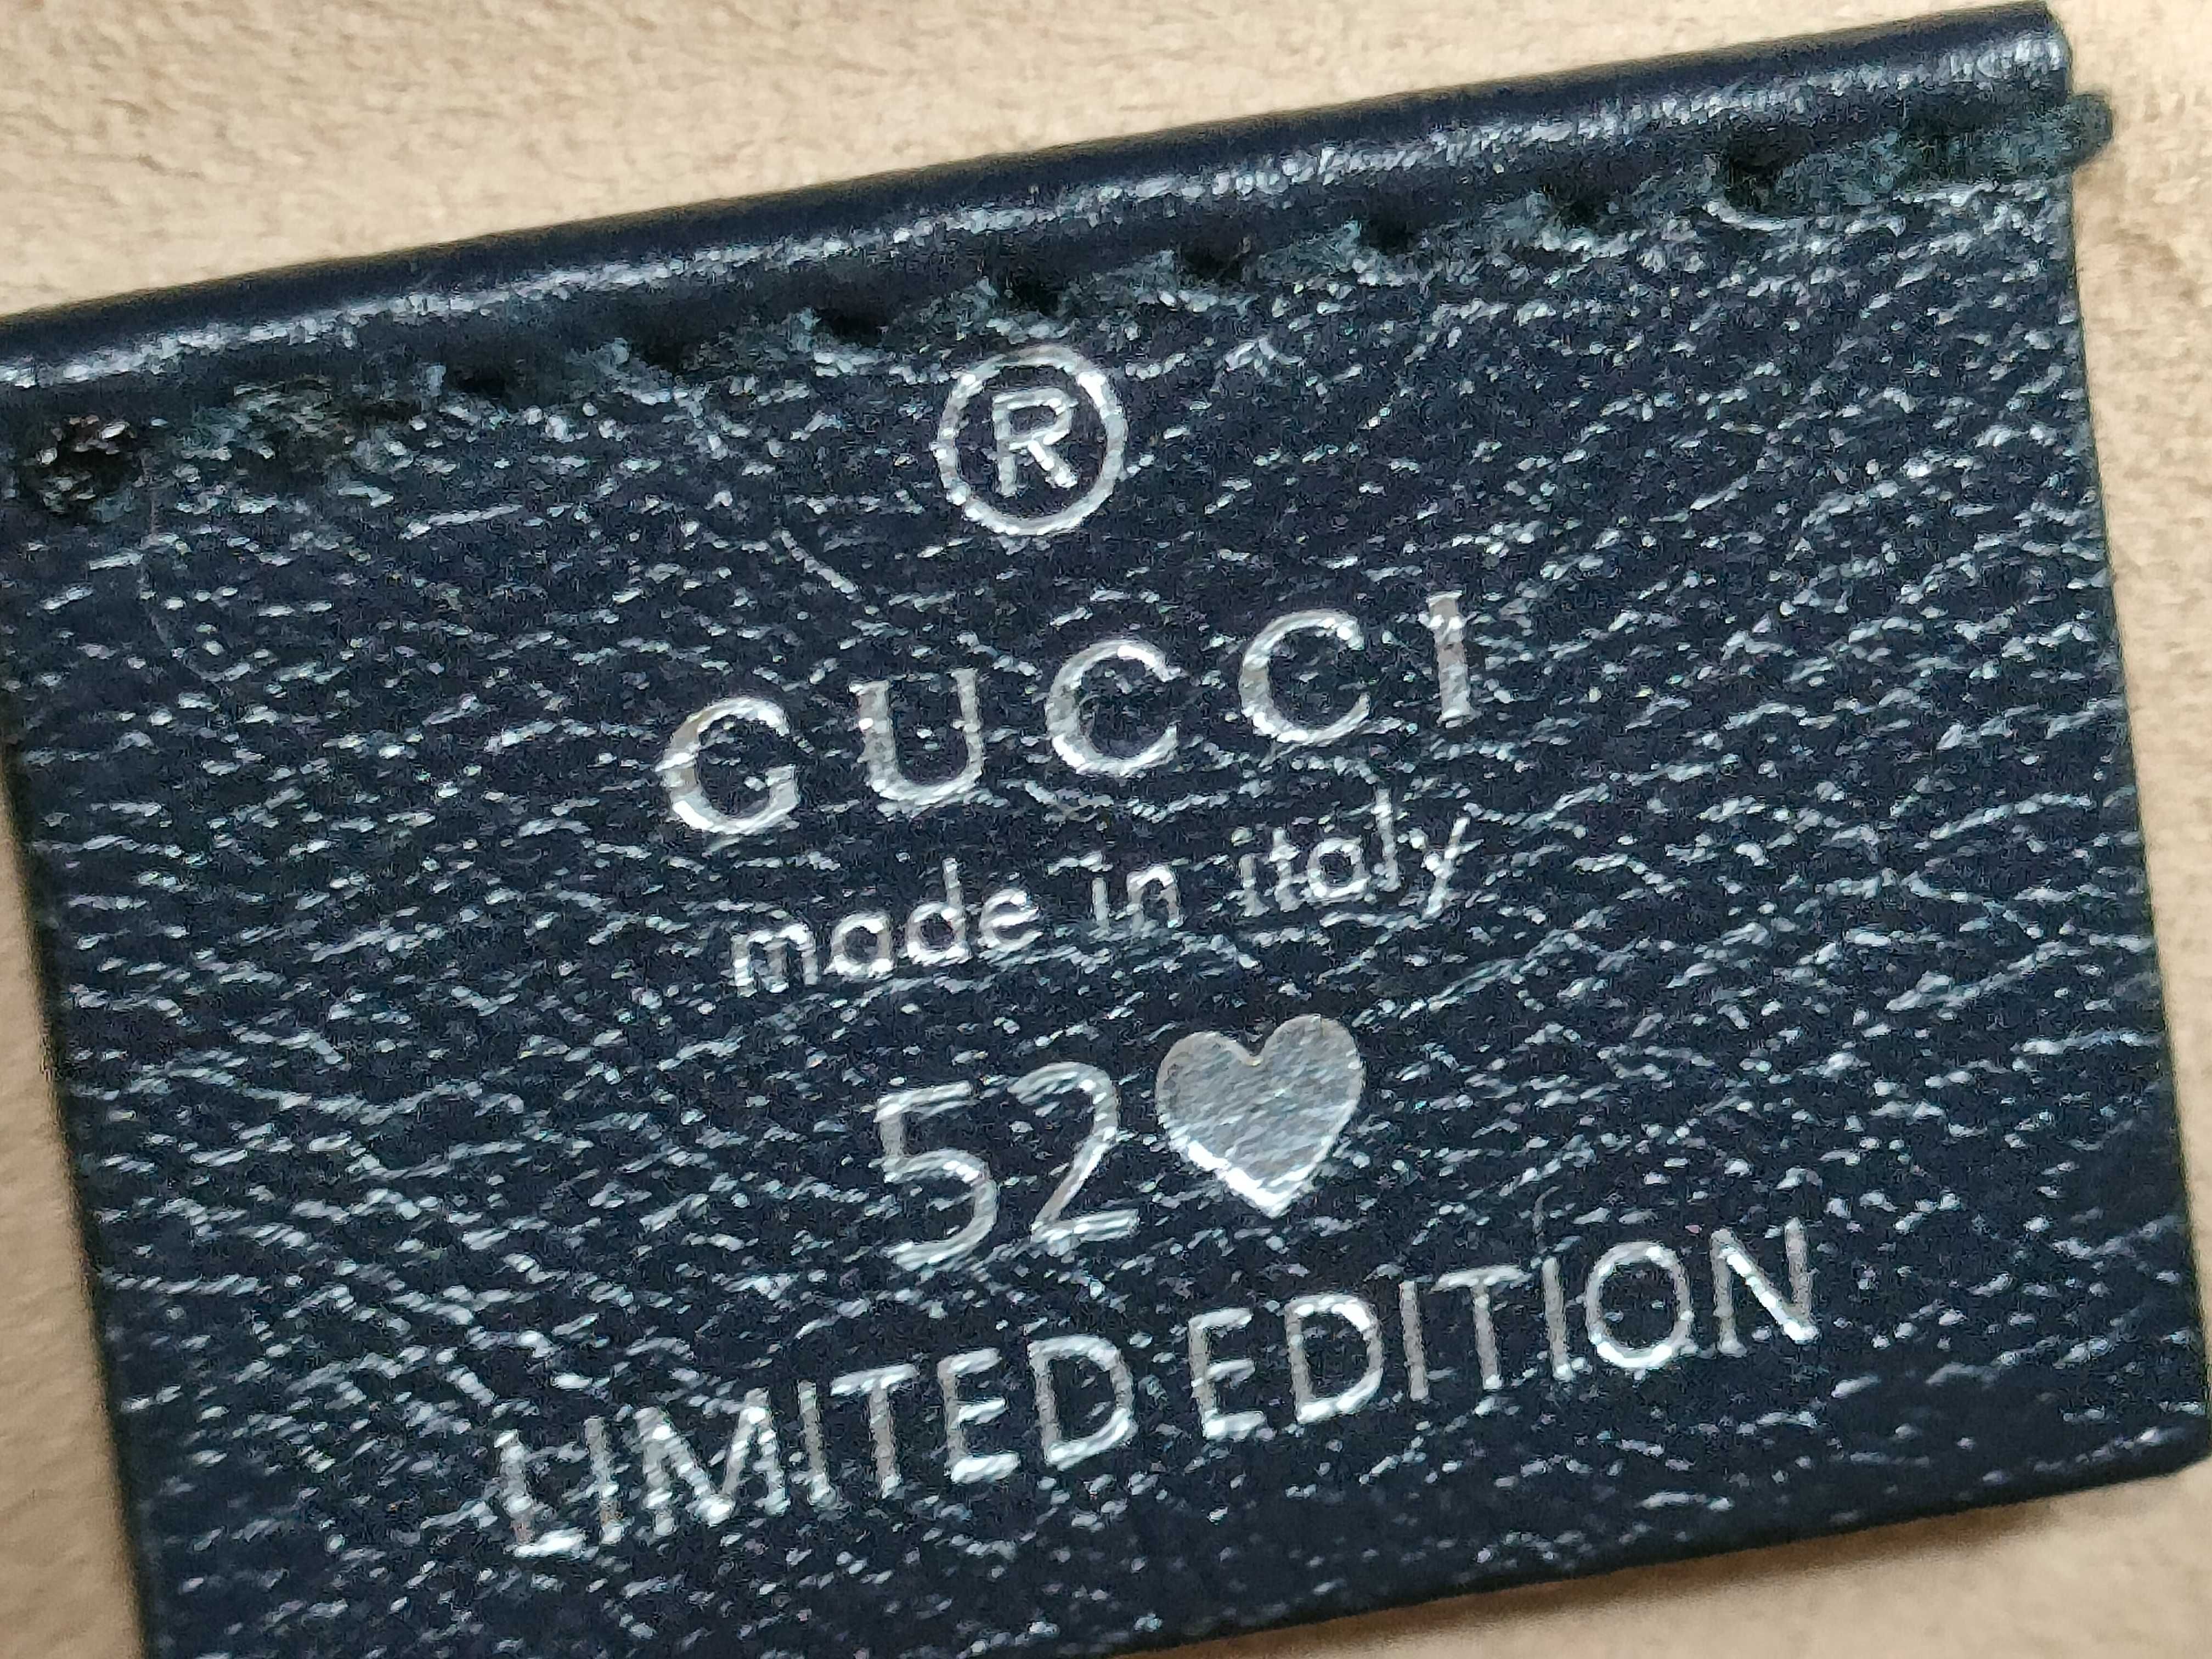 ®
GUCCI
made in italy
52♥
LIMITED EDITION